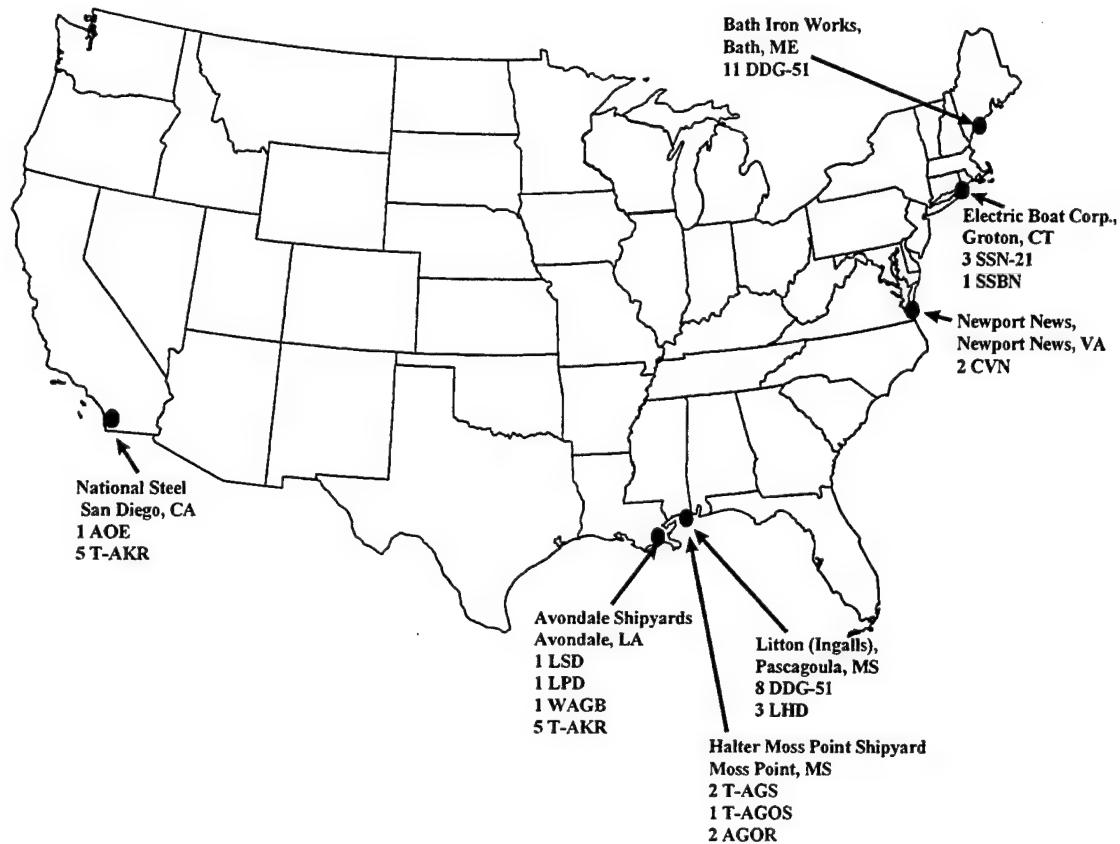 Bath Iron Works,
Bath, ME
11 DDG-51
Electric Boat Corp.,
Groton, CT
3 SSN-21
1 SSBN
Newport News,
Newport News, VA
2 CVN
National Steel
San Diego, CA
1 AOE
5 T-AKR
Avondale Shipyards
Avondale, LA
1 LSD
1 LPD
1 WAGB
5 T-AKR
Litton (Ingalls),
Pascagoula, MS
8 DDG-51
3 LHD
Halter Moss Point Shipyard
Moss Point, MS
2 T-AGS
1 T-AGOS
2 AGOR